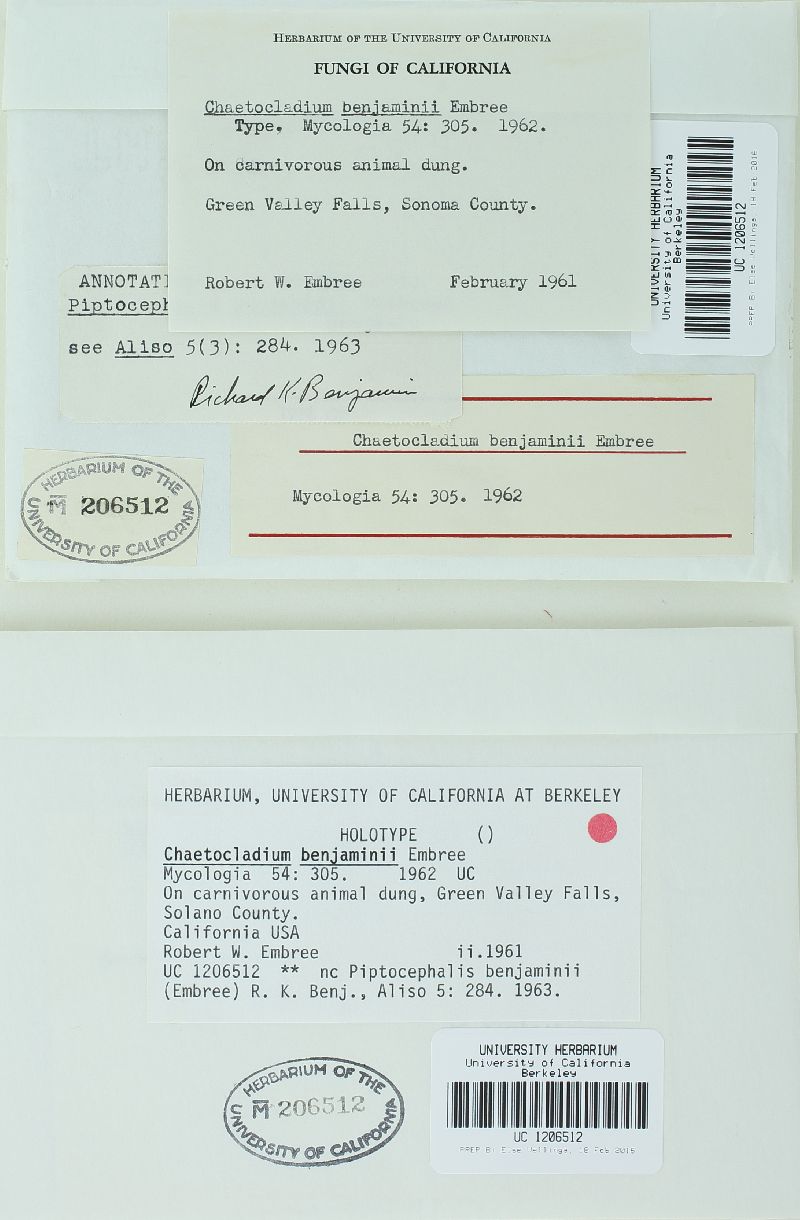 HERBARIUM OF THE UNIVERSITY OF CALIFORNIA
FUNGI OF CALIFORNIA
Chaetocladium benjaminii Embree
Type, Mycologia 54: 305. 1962.
On carnivorous animal dung.
Green Valley Falls, Sonoma County.
Robert W. Embree February 1961
UNIVERSITY HERBARIUM
University of California
Berkeley
UC 1206512
ANNOTATI
Piptoceph
see Aliso 5(3): 284. 1963
Richard K. Benjamin
Chaetocladium benjaminii Embree
Mycologia 54: 305. 1962
HERBARIUM OF THE
M 206512
UNIVERSITY OF CALIFORNIA
HERBARIUM, UNIVERSITY OF CALIFORNIA AT BERKELEY
HOLOTYPE ()
Chaetocladium benjaminii Embree
Mycologia 54: 305. 1962 UC
On carnivorous animal dung, Green Valley Falls,
Solano County.
California USA
Robert W. Embree ii.1961
UC 1206512 ** nc Piptocephalis benjaminii
(Embree) R. K. Benj., Aliso 5: 284. 1963.
HERBARIUM OF THE
M 206512
UNIVERSITY OF CALIFORNIA
UNIVERSITY HERBARIUM
University of California
Berkeley
UC 1206512